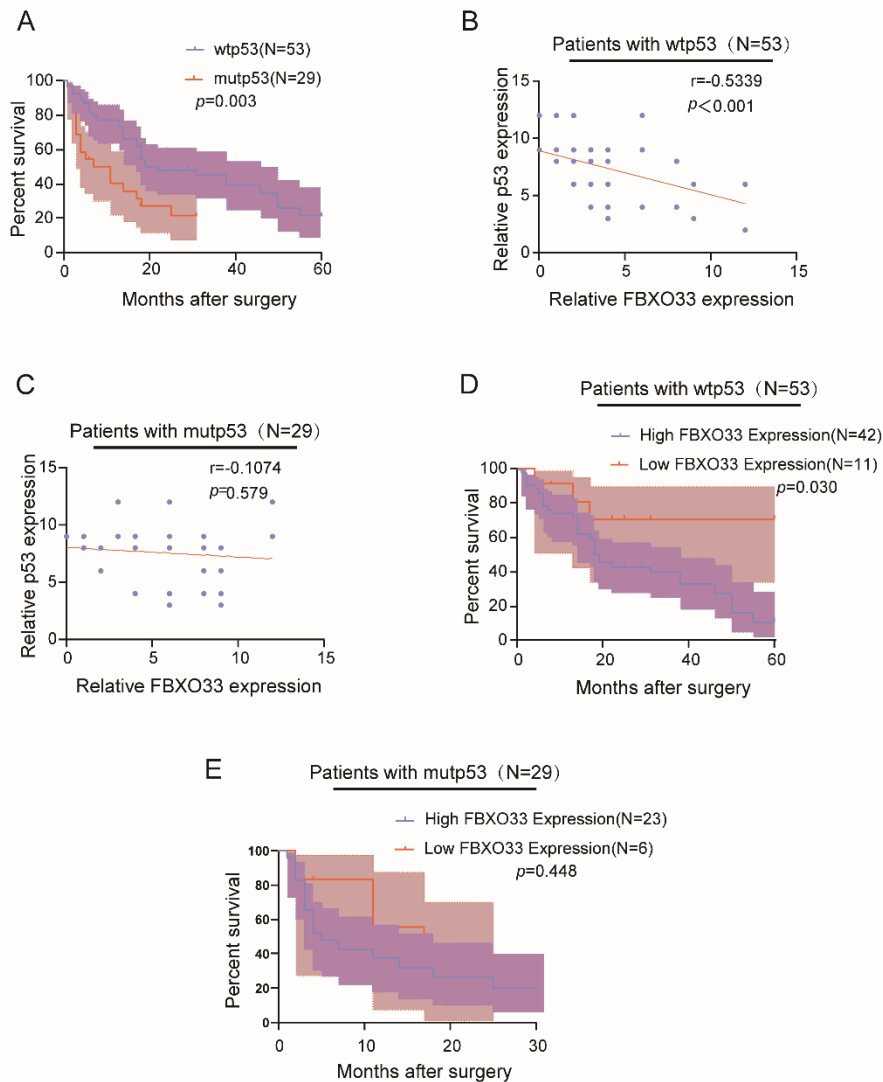 A
wtp53(N=53)
mutp53(N=29)
p=0.003
100
80
60
40
20
0
0
20
40
60
Percent survival
Months after surgery
B
Patients with wtp53（N=53）
r=-0.5339
p＜0.001
15
10
5
0
0
5
10
15
Relative p53 expression
Relative FBXO33 expression
C
Patients with mutp53（N=29）
r=-0.1074
p=0.579
15
10
5
0
0
5
10
15
Relative p53 expression
Relative FBXO33 expression
D
Patients with wtp53（N=53）
High FBXO33 Expression(N=42)
Low FBXO33 Expression(N=11)
p=0.030
100
80
60
40
20
0
0
20
40
60
Percent survival
Months after surgery
E
Patients with mutp53（N=29）
High FBXO33 Expression(N=23)
Low FBXO33 Expression(N=6)
p=0.448
100
80
60
40
20
0
0
10
20
30
Percent survival
Months after surgery